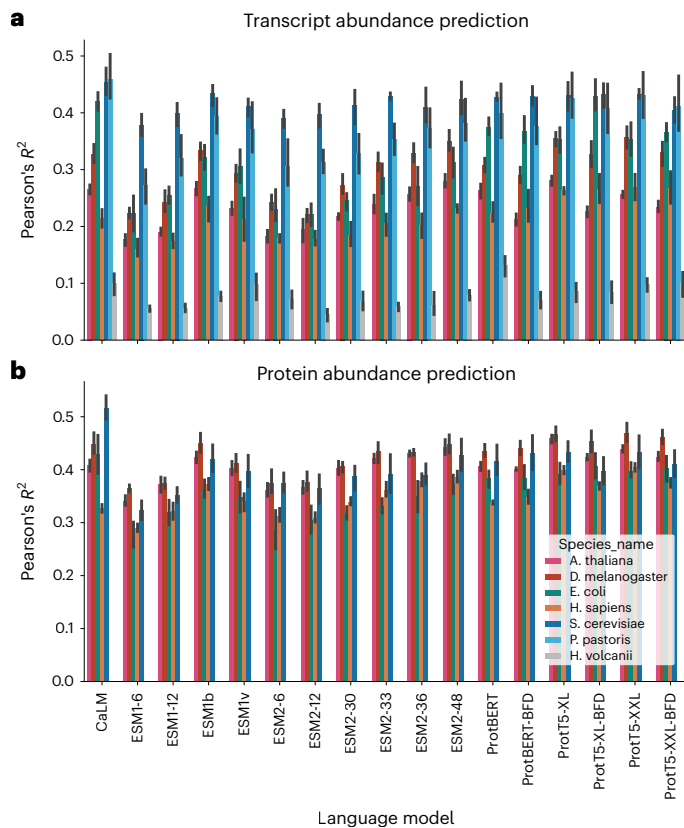 a
Transcript abundance prediction
0.5
0.4
0.3
0.2
0.1
0.0
Pearson's R²
b
Protein abundance prediction
0.5
0.4
0.3
0.2
0.1
0.0
Pearson's R²
Species_name
A. thaliana
D. melanogaster
E. coli
H. sapiens
S. cerevisiae
P. pastoris
H. volcanii
CaLM
ESM1-6
ESM1-12
ESM1b
ESM1v
ESM2-6
ESM2-12
ESM2-30
ESM2-33
ESM2-36
ESM2-48
ProtBERT
ProtBERT-BFD
ProtT5-XL
ProtT5-XL-BFD
ProtT5-XXL
ProtT5-XXL-BFD
Language model